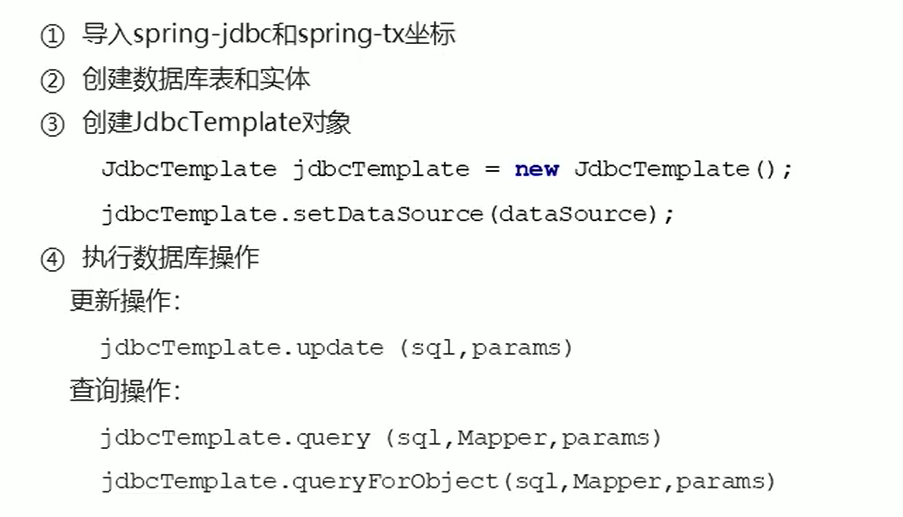 ① 导入spring-jdbc和spring-tx坐标
② 创建数据库表和实体
③ 创建JdbcTemplate对象
JdbcTemplate jdbcTemplate = new JdbcTemplate();
jdbcTemplate.setDataSource(dataSource);
④ 执行数据库操作
更新操作：
jdbcTemplate.update (sql,params)
查询操作：
jdbcTemplate.query (sql,Mapper,params)
jdbcTemplate.queryForObject(sql,Mapper,params)